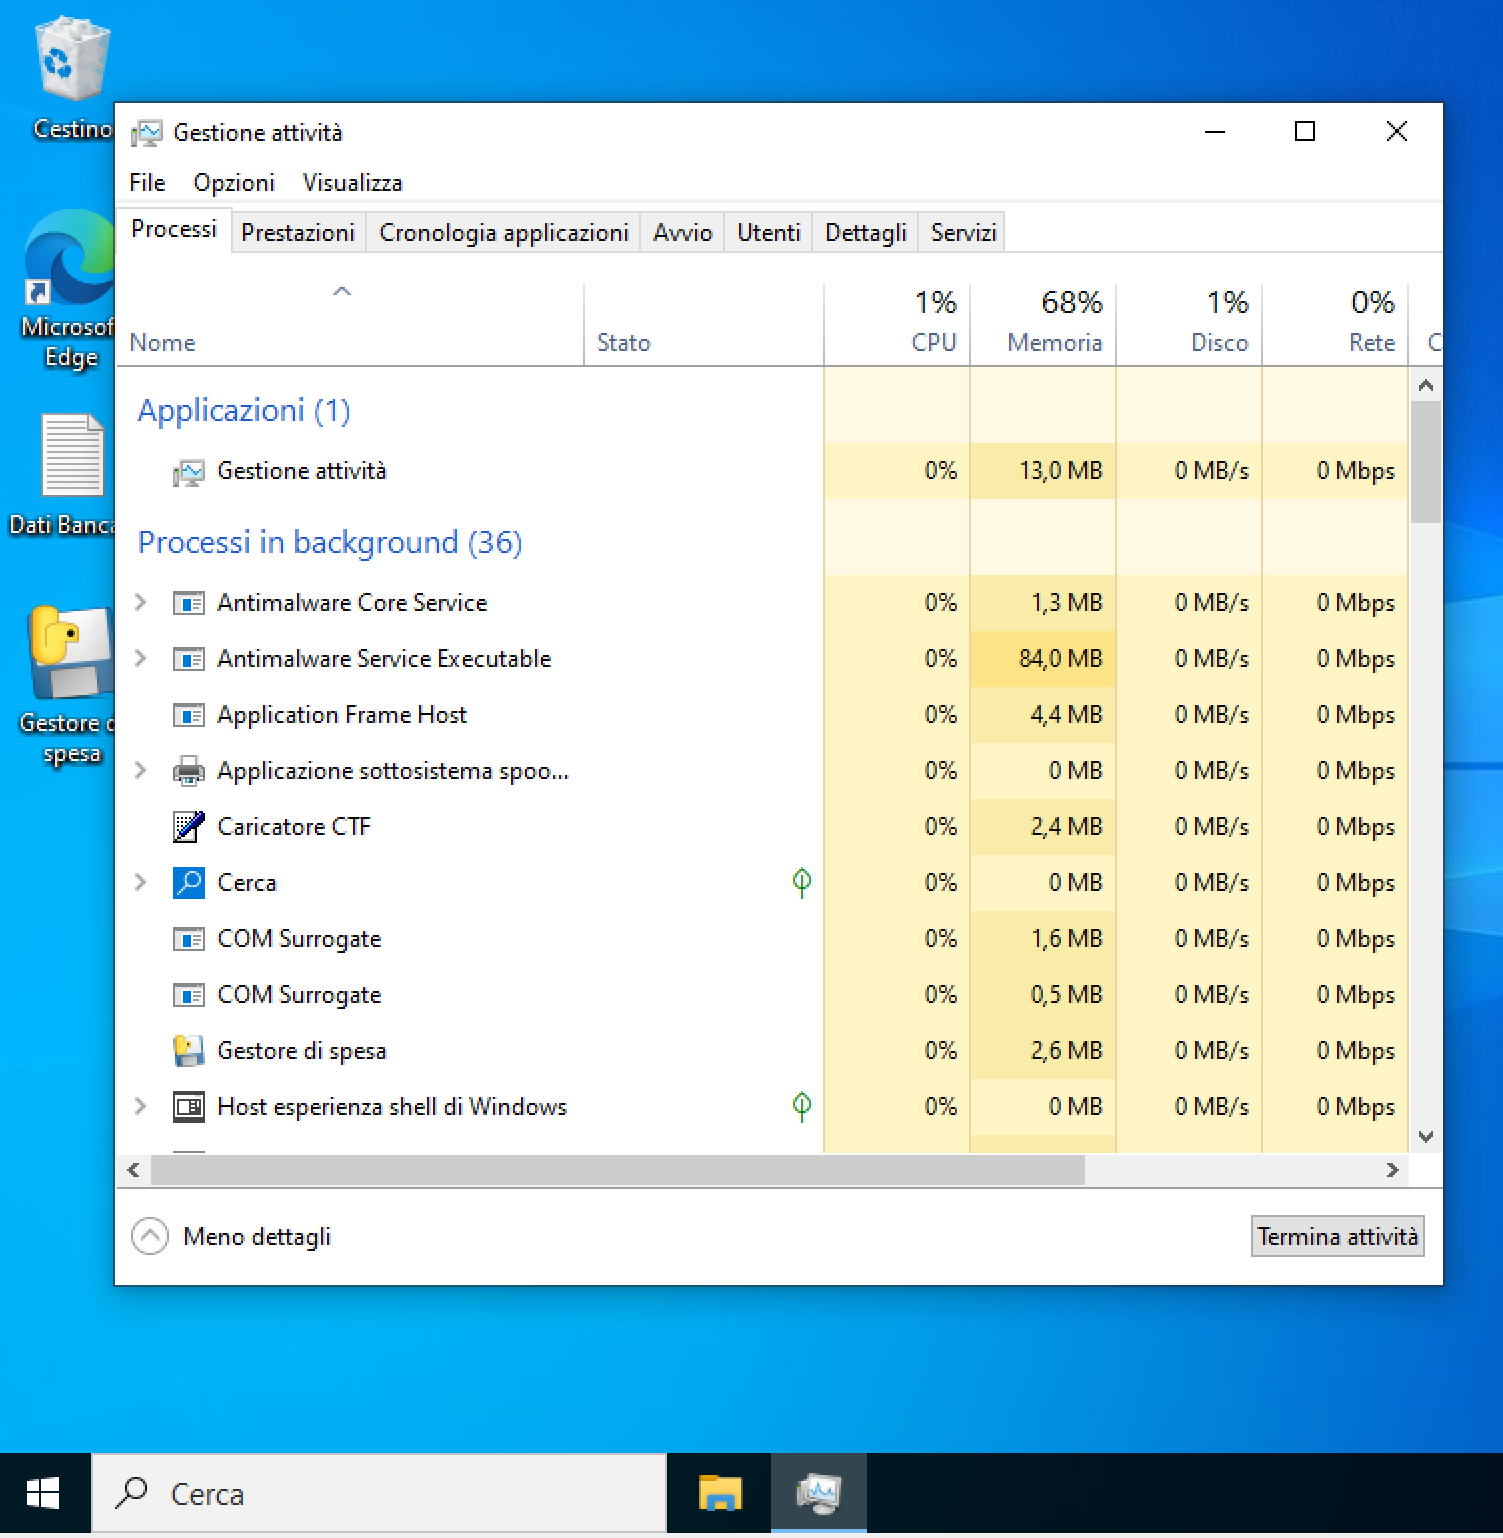 Cestino
Gestione attività
File Opzioni Visualizza
Processi Prestazioni Cronologia applicazioni Avvio Utenti Dettagli Servizi
Microsof
Edge
1% 68% 1% 0%
Nome Stato CPU Memoria Disco Rete C
Applicazioni (1)
Gestione attività 0% 13,0 MB 0 MB/s 0 Mbps
Dati Banca
Processi in background (36)
Antimalware Core Service 0% 1,3 MB 0 MB/s 0 Mbps
Antimalware Service Executable 0% 84,0 MB 0 MB/s 0 Mbps
Gestore d
spesa
Application Frame Host 0% 4,4 MB 0 MB/s 0 Mbps
Applicazione sottosistema spoo... 0% 0 MB 0 MB/s 0 Mbps
Caricatore CTF 0% 2,4 MB 0 MB/s 0 Mbps
Cerca 0% 0 MB 0 MB/s 0 Mbps
COM Surrogate 0% 1,6 MB 0 MB/s 0 Mbps
COM Surrogate 0% 0,5 MB 0 MB/s 0 Mbps
Gestore di spesa 0% 2,6 MB 0 MB/s 0 Mbps
Host esperienza shell di Windows 0% 0 MB 0 MB/s 0 Mbps
Meno dettagli Termina attività
Cerca